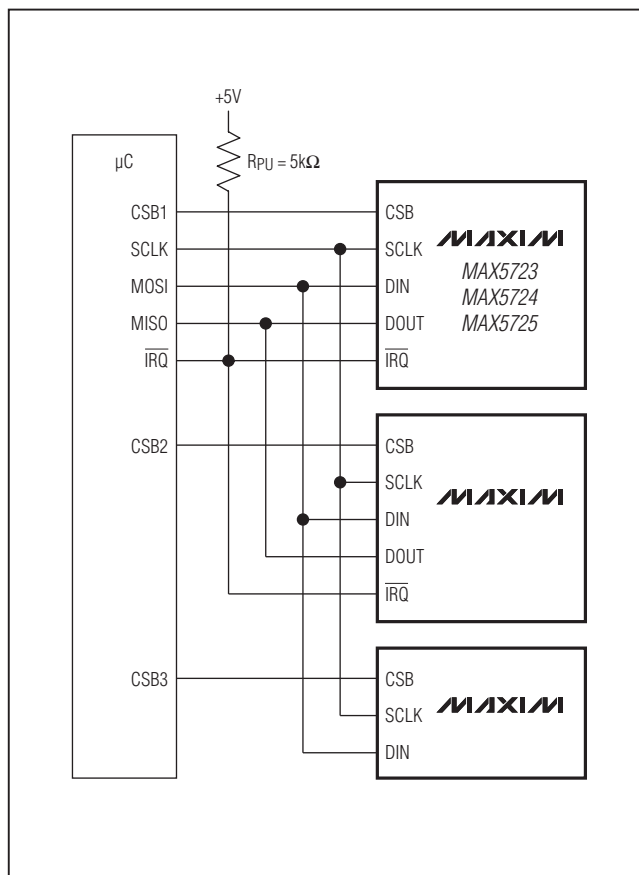 +5V
RPU = 5kΩ
µC
CSB1
SCLK
MOSI
MISO
IRQ
CSB2
CSB3
CSB
SCLK
DIN
DOUT
IRQ
MAXIM
MAX5723
MAX5724
MAX5725
CSB
SCLK
DIN
DOUT
IRQ
MAXIM
CSB
SCLK
DIN
MAXIM